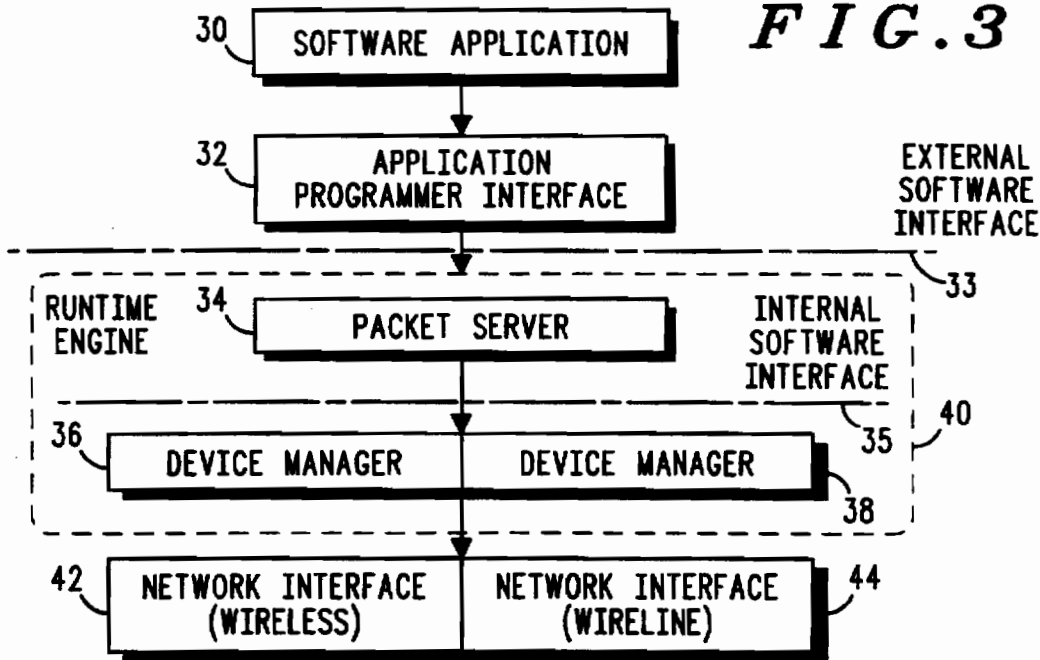 FIG.3
30
SOFTWARE APPLICATION
32
APPLICATION
PROGRAMMER INTERFACE
EXTERNAL
SOFTWARE
INTERFACE
33
RUNTIME
ENGINE
34
PACKET SERVER
INTERNAL
SOFTWARE
INTERFACE
35
40
36
DEVICE MANAGER
DEVICE MANAGER
38
42
NETWORK INTERFACE
(WIRELESS)
NETWORK INTERFACE
(WIRELINE)
44